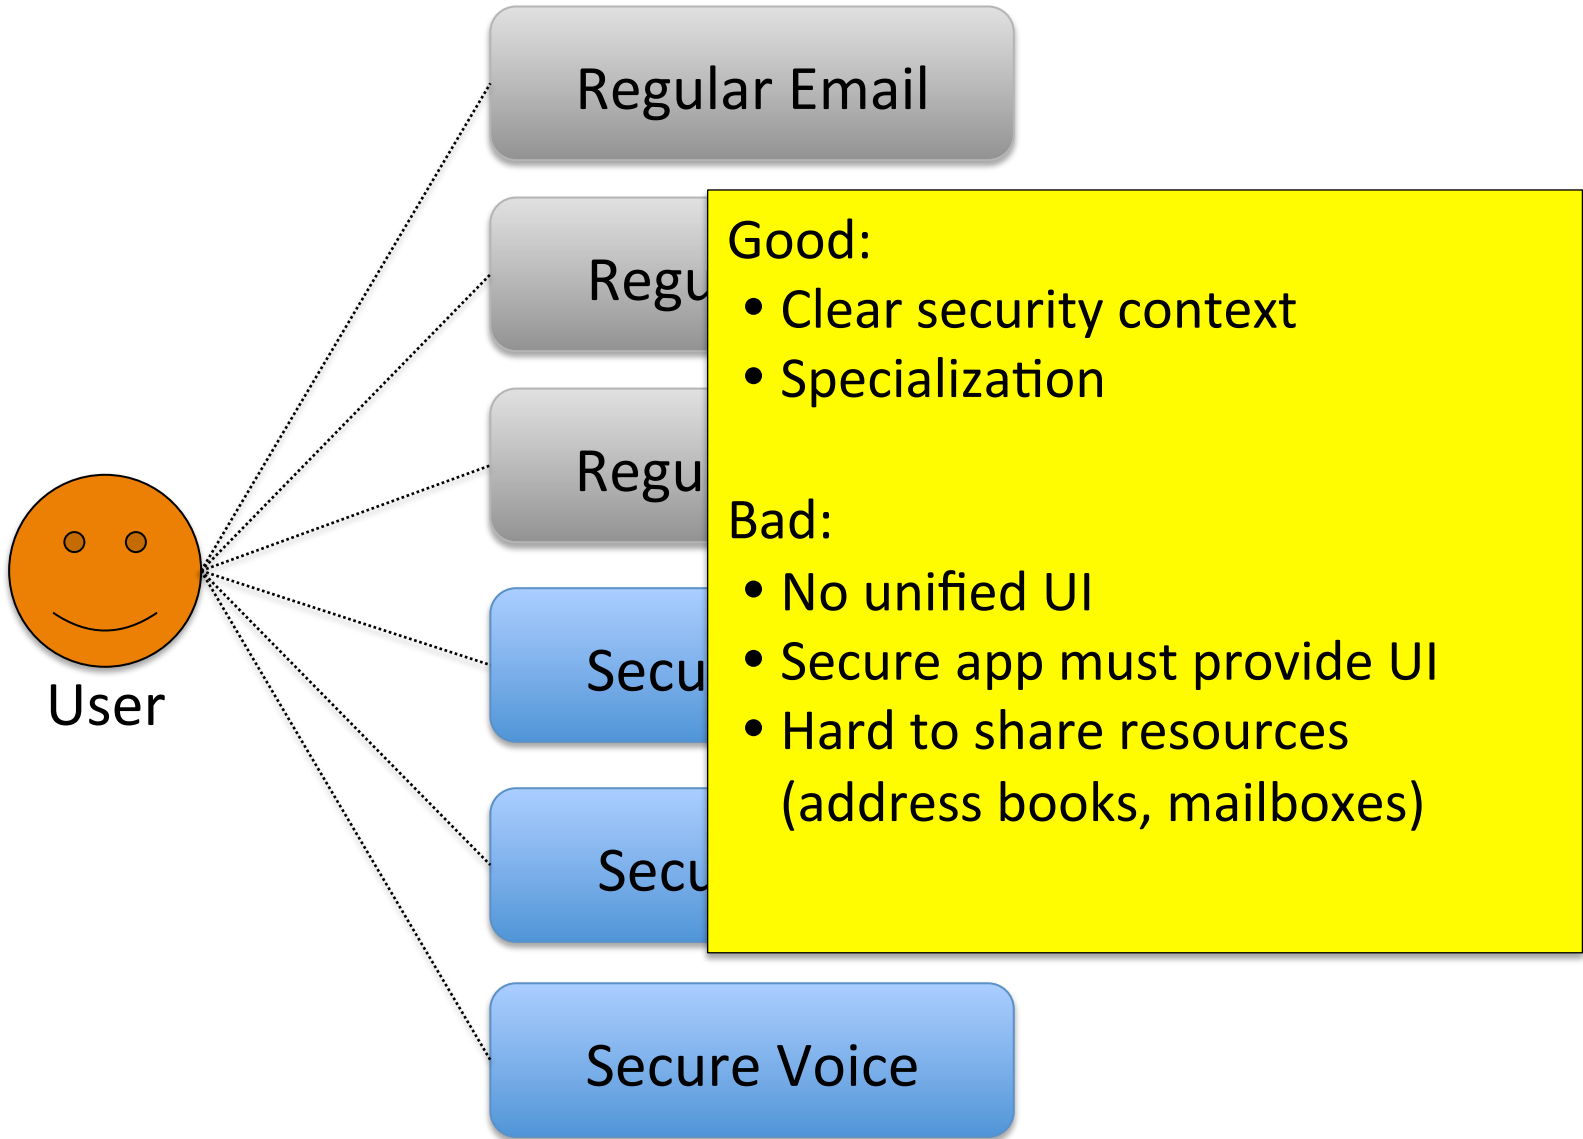 Regular Email
Regu
Regu
Secu
Secu
Secure Voice
User
Good:
• Clear security context
• Specialization
Bad:
• No unified UI
• Secure app must provide UI
• Hard to share resources
(address books, mailboxes)